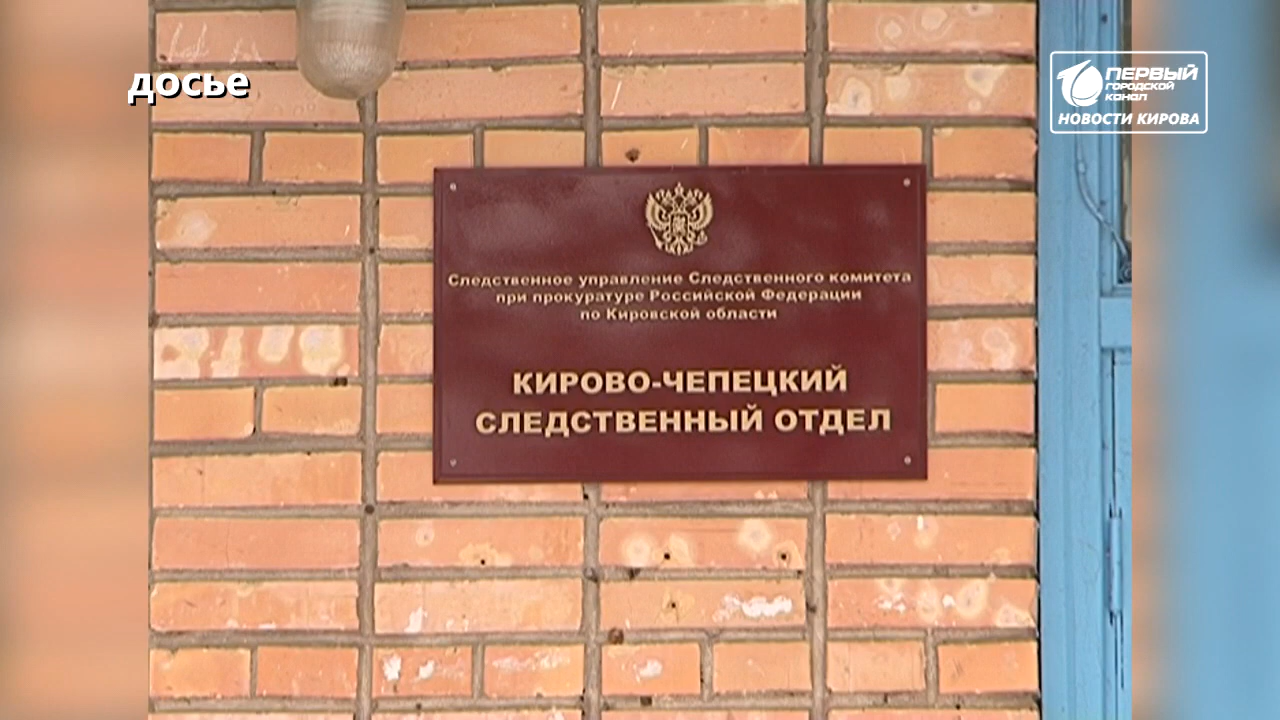 досье
ПЕРВЫЙ
ГОРОДСКОЙ
КАНАЛ
НОВОСТИ КИРОВА
Следственное управление Следственного комитета
при прокуратуре Российской Федерации
по Кировской области
КИРОВО-ЧЕПЕЦКИЙ
СЛЕДСТВЕННЫЙ ОТДЕЛ